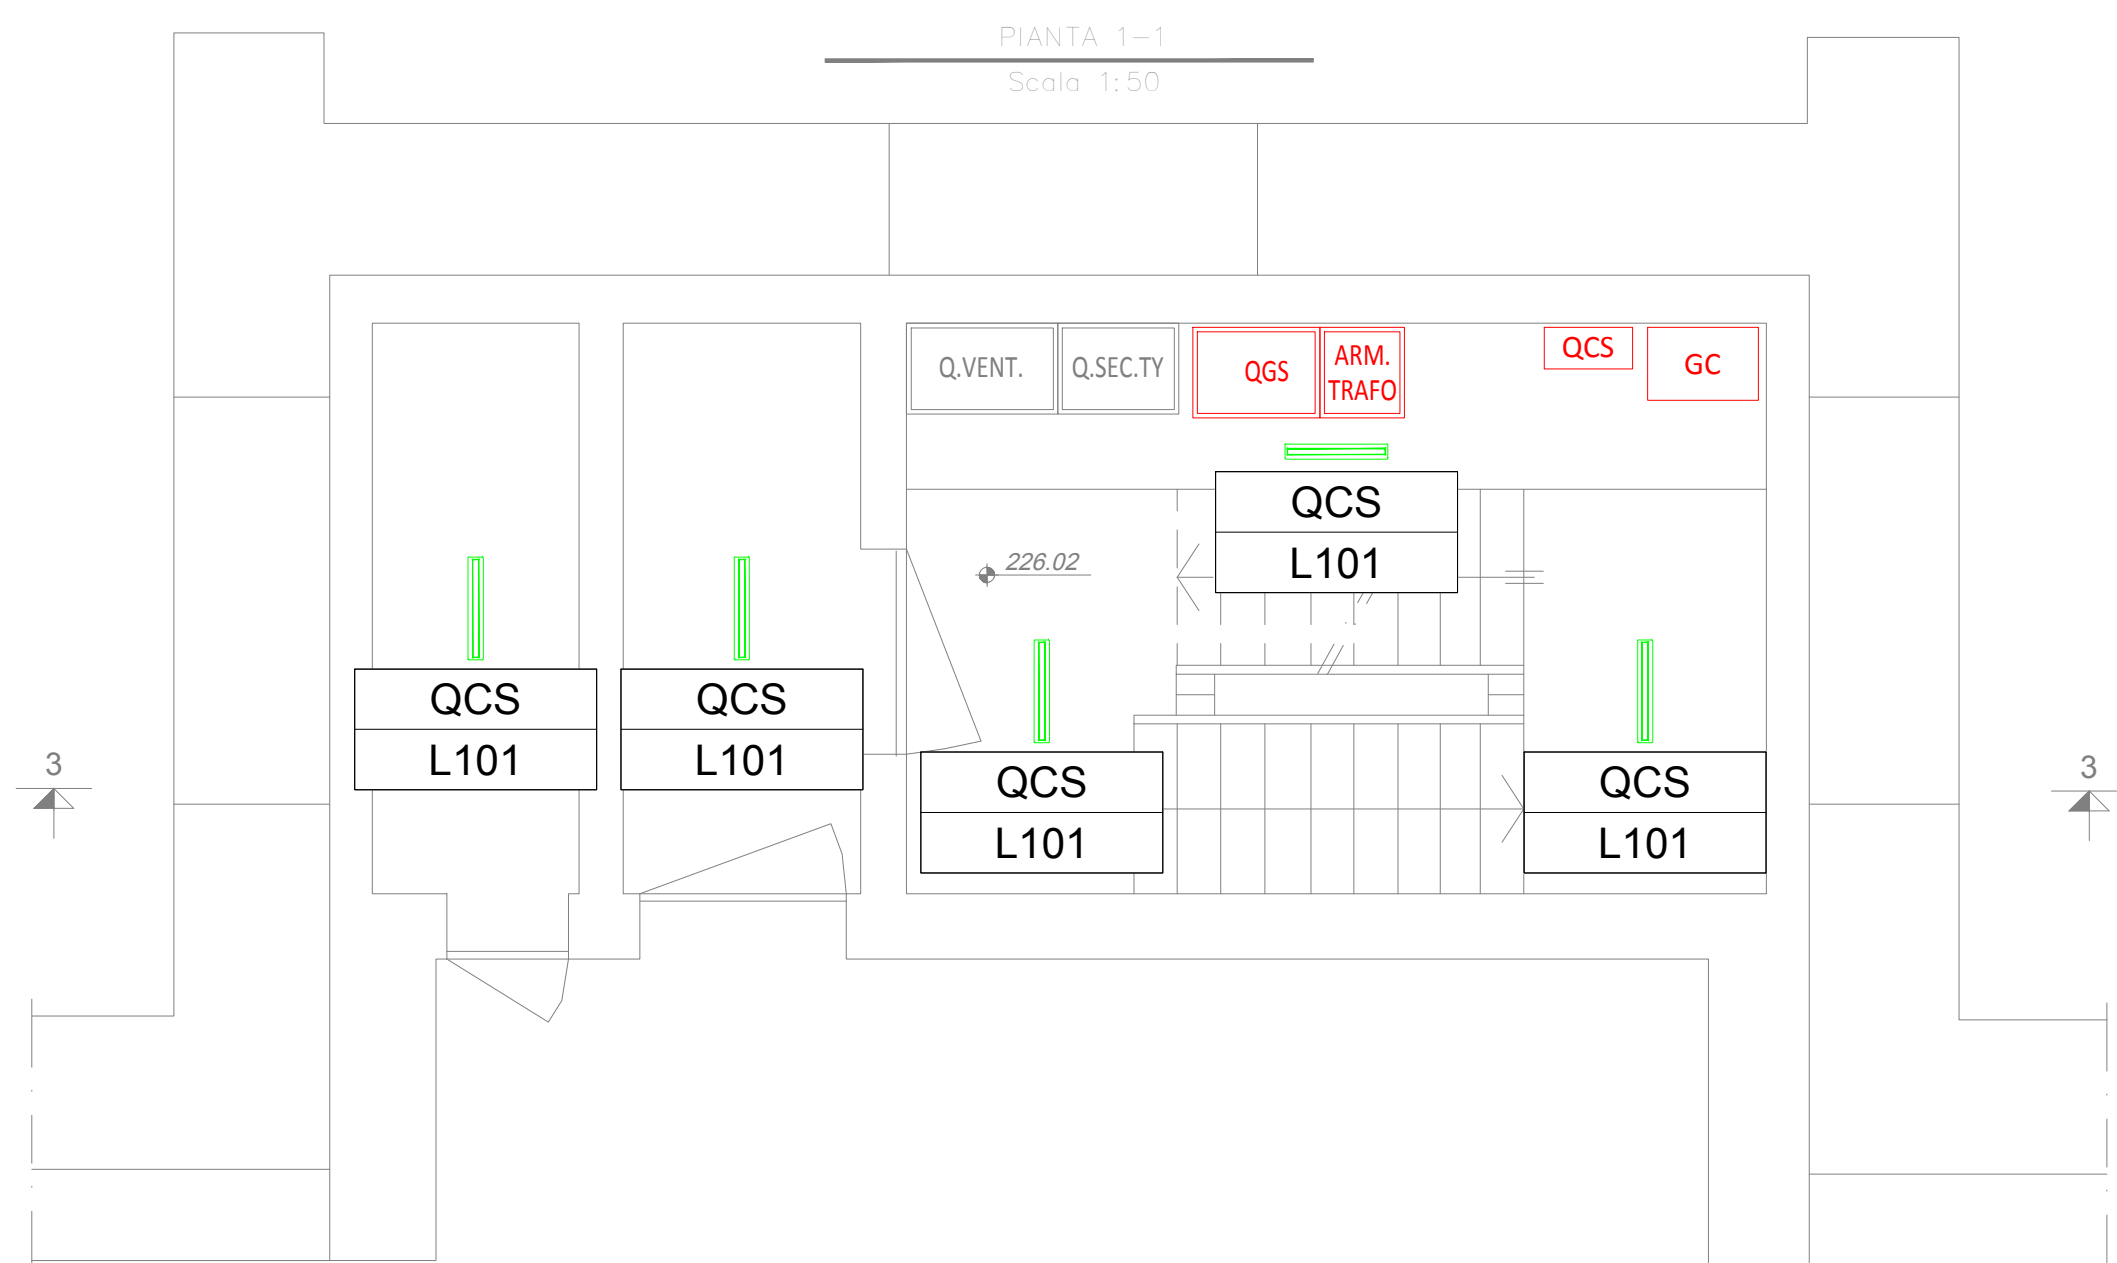 PIANTA 1-1
Scala 1:50
Q.VENT.
Q.SEC.TY
QGS
ARM.
TRAFO
QCS
GC
QCS
L101
226.02
QCS
L101
QCS
L101
QCS
L101
QCS
L101
3
3